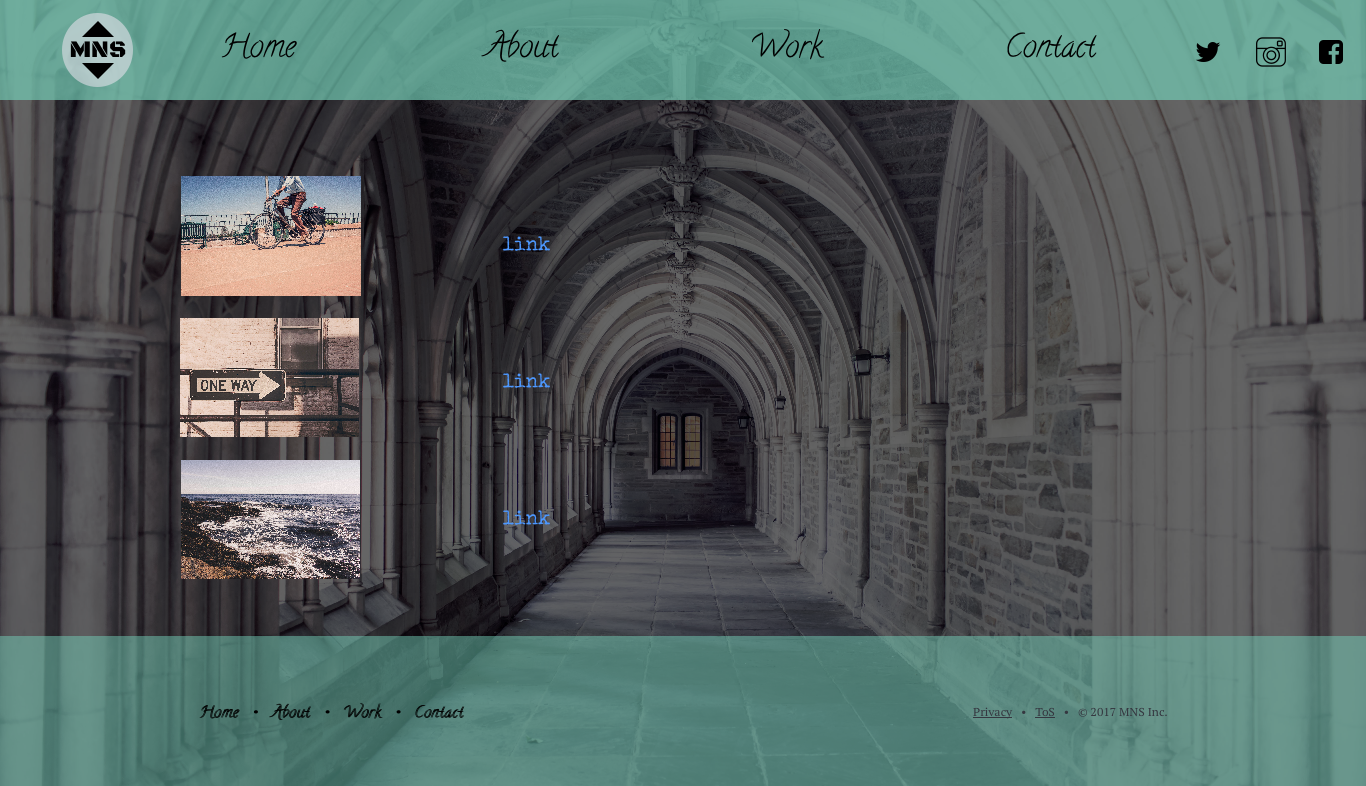 MNS
Home About Work Contact
link
ONE WAY
link
link
Home • About • Work • Contact
Privacy • ToS • © 2017 MNS Inc.